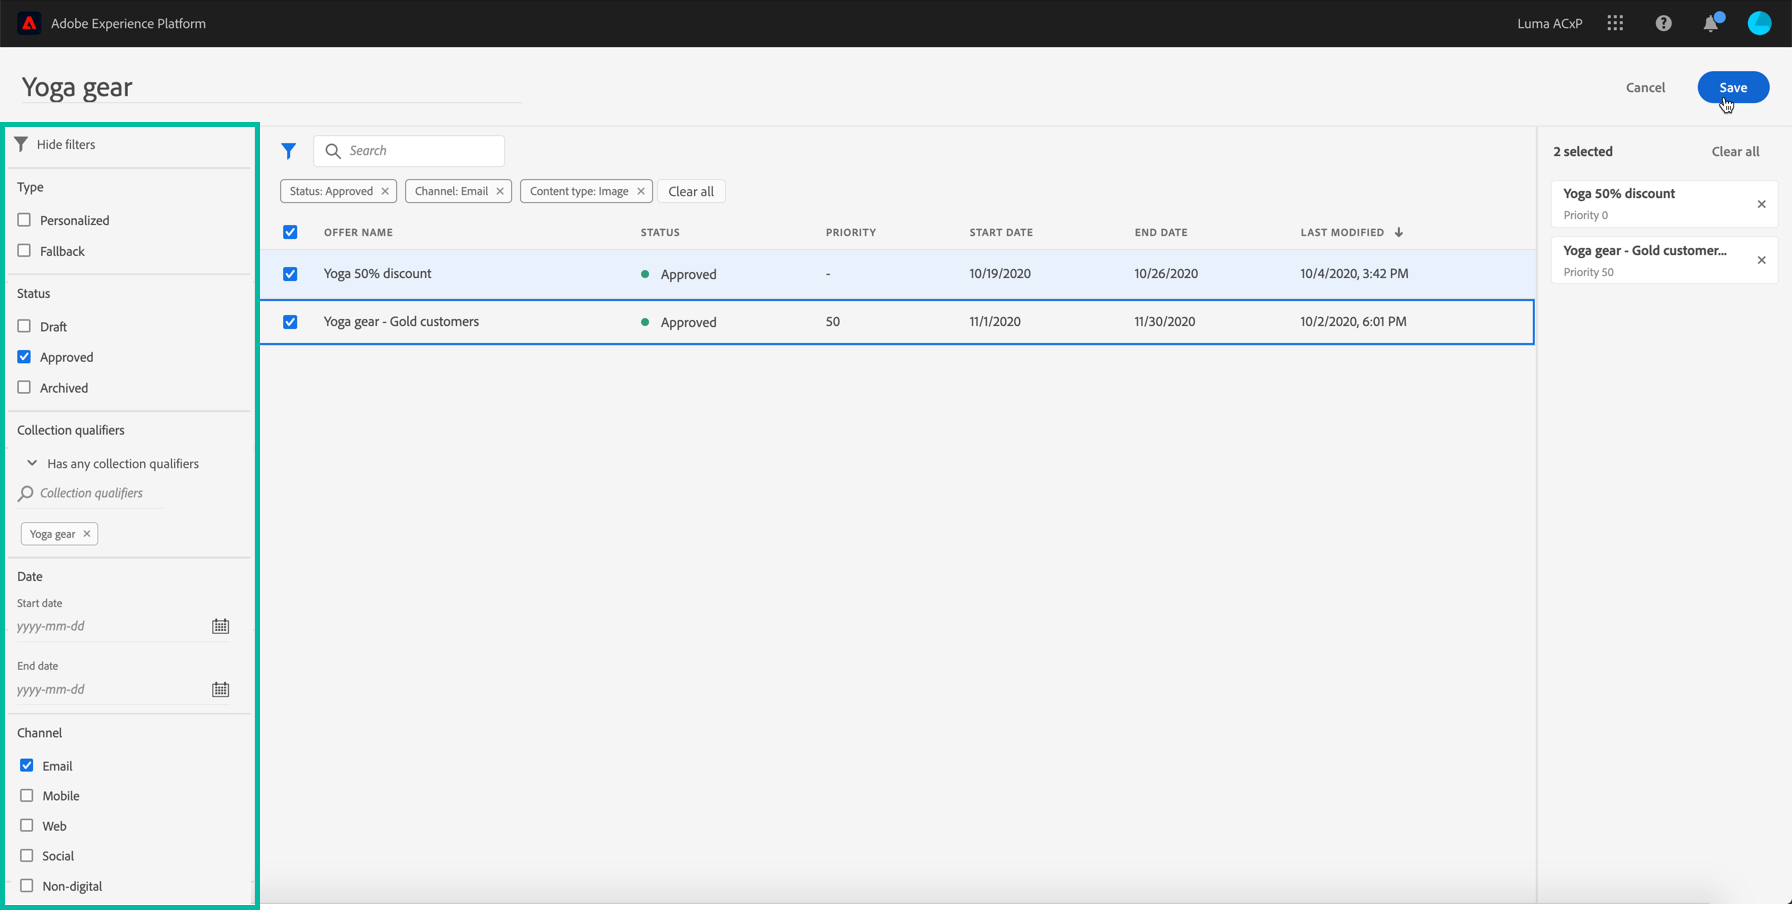 Adobe Experience Platform
Luma ACxP
Yoga gear
Cancel
Save
Hide filters
Type
Personalized
Fallback
Status
Draft
Approved
Archived
Collection qualifiers
Has any collection qualifiers
Collection qualifiers
Yoga gear
Date
Start date
yyyy-mm-dd
End date
yyyy-mm-dd
Channel
Email
Mobile
Web
Social
Non-digital
Search
Status: Approved Channel: Email Content type: Image Clear all
OFFER NAME STATUS PRIORITY START DATE END DATE LAST MODIFIED
Yoga 50% discount Approved - 10/19/2020 10/26/2020 10/4/2020, 3:42 PM
Yoga gear - Gold customers Approved 50 11/1/2020 11/30/2020 10/2/2020, 6:01 PM
2 selected Clear all
Yoga 50% discount
Priority 0
Yoga gear - Gold customer...
Priority 50